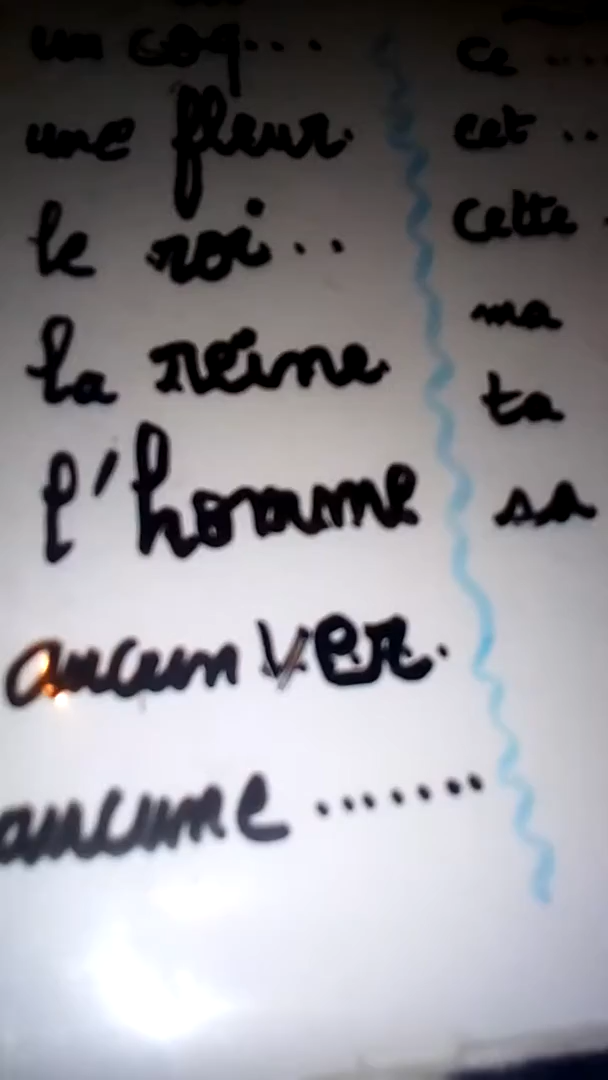 un coq...
une fleur.
le roi..
la reine.
l'homme
aucun ver.
aucune .......
ce ...
cet ..
cette .
ma
ta
sa